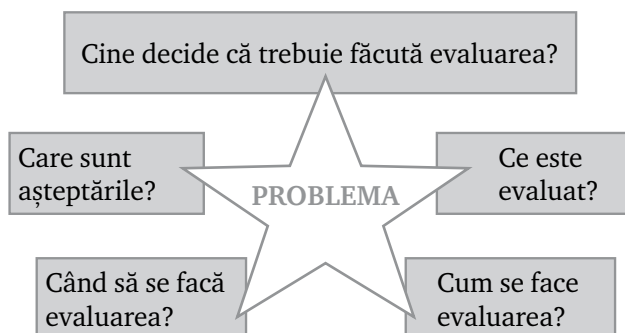 Cine decide că trebuie făcută evaluarea?
Care sunt
așteptările?
PROBLEMA
Ce este
evaluat?
Când să se facă
evaluarea?
Cum se face
evaluarea?